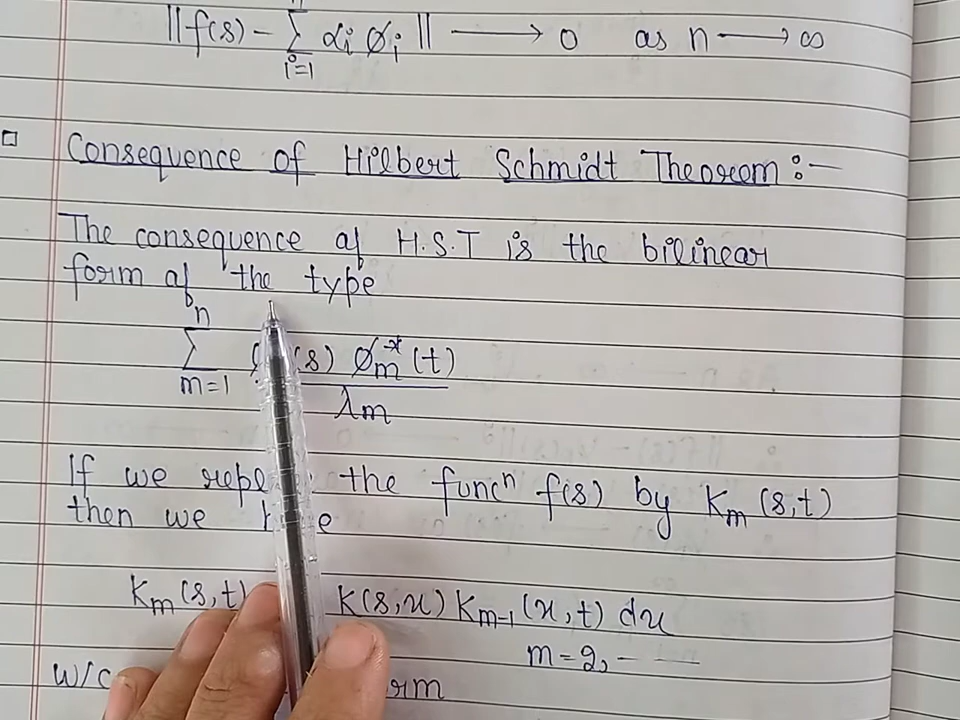 ||f(s) - n∑i=1 αi ϕi || ⟶ 0 as n ⟶ ∞
Consequence of Hilbert Schmidt Theorem :-
The consequence of H.S.T is the bilinear
form of the type
n∑m=1 (s) ϕm*(t) / λm
If we the funcⁿ f(s) by Km (s,t)
then we
Km (s,t) K(s,x) Km-1 (x,t) dx
m = 2, - —
w/c